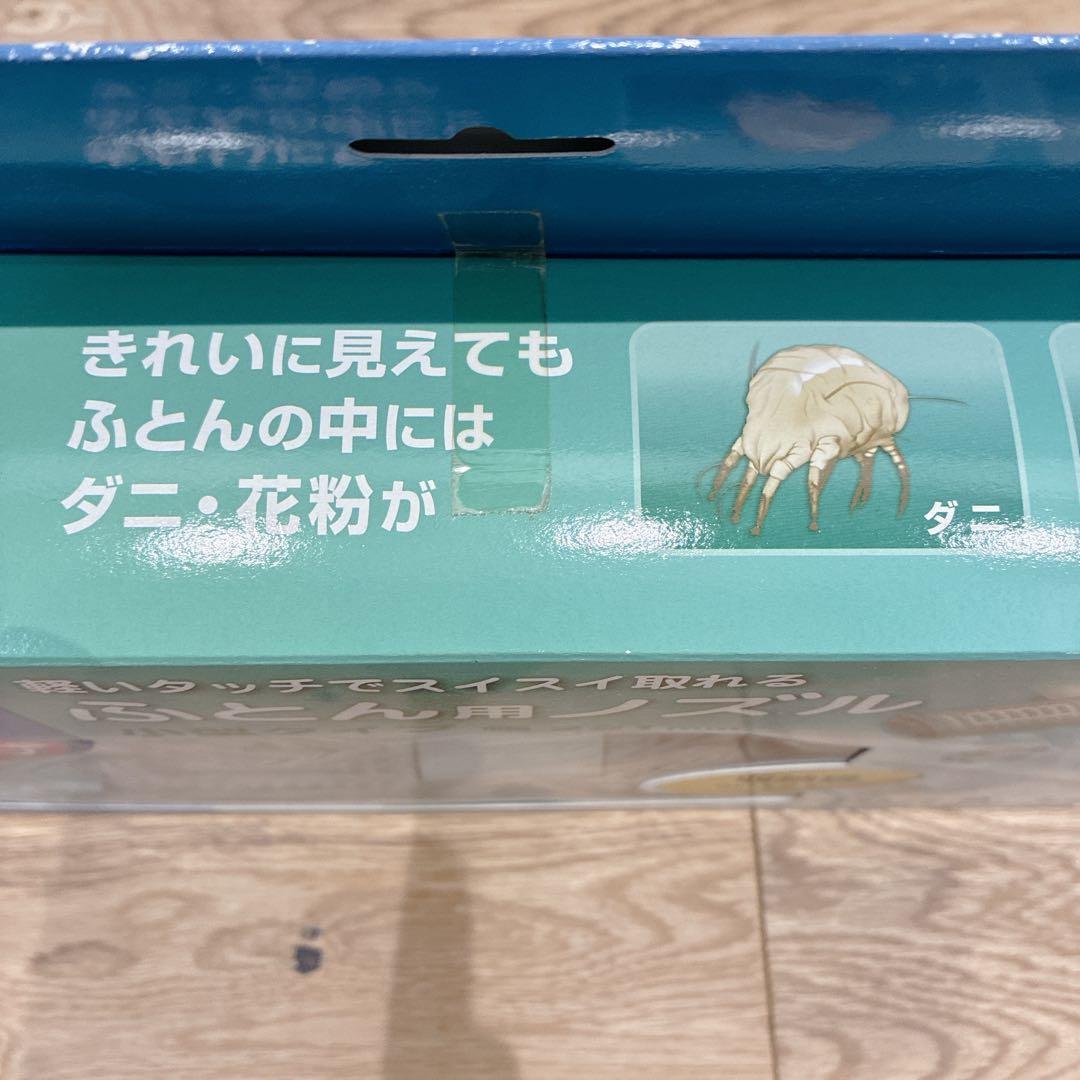 きれいに見えても
ふとんの中には
ダニ・花粉が
ダニ
軽いタッチでスイスイ取れる
ふとん用ノズル